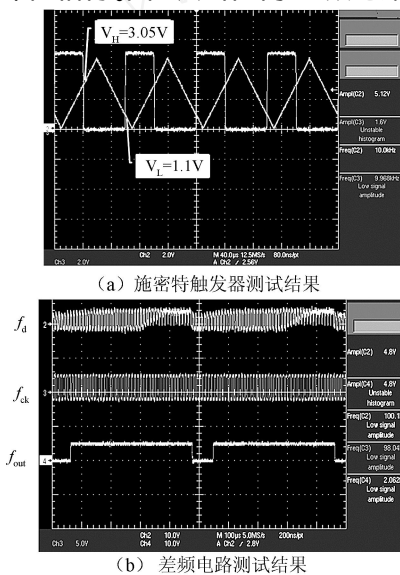 V_H=3.05V
V_L=1.1V
3
Ampl(C2) 5.12V
Ampl(C3) 1.6V
Unstable
histogram
Freq(C2) 10.0kHz
Freq(C3) 9.968kHz
Low signal
amplitude
Ch2 2.0V M 40.0μs 12.5MS/s 80.0ns/pt
Ch3 2.0V A Ch2 / 2.56V
(a) 施密特触发器测试结果
f_d
2
f_ck
3
f_out
4
Ampl(C2) 4.8V
Ampl(C4) 4.8V
Unstable
histogram
Freq(C2) 100.1
Low signal
amplitude
Freq(C3) 98.04
Low signal
amplitude
Freq(C4) 2.062
Low signal
amplitude
Ch2 10.0V M 100μs 5.0MS/s 200ns/pt
Ch3 5.0V Ch4 10.0V A Ch2 / 2.8V
(b) 差频电路测试结果